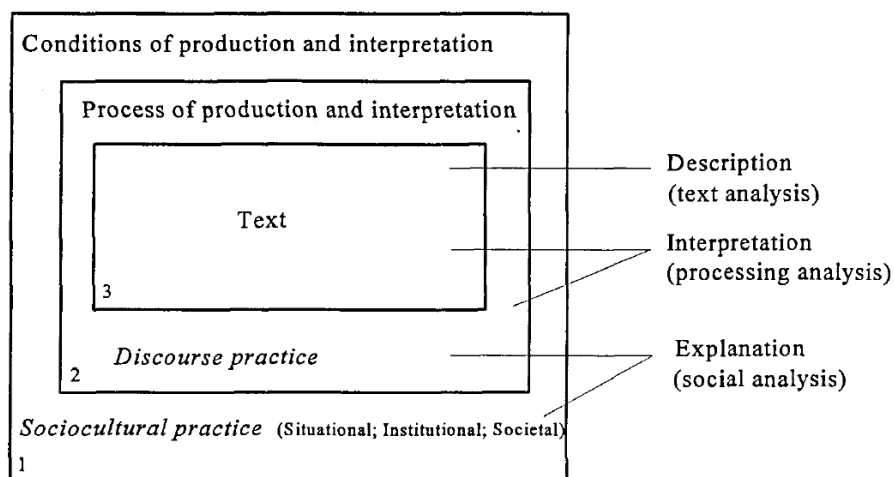 Conditions of production and interpretation
Process of production and interpretation
Text
3
Discourse practice
2
Sociocultural practice (Situational; Institutional; Societal)
1
Description
(text analysis)
Interpretation
(processing analysis)
Explanation
(social analysis)